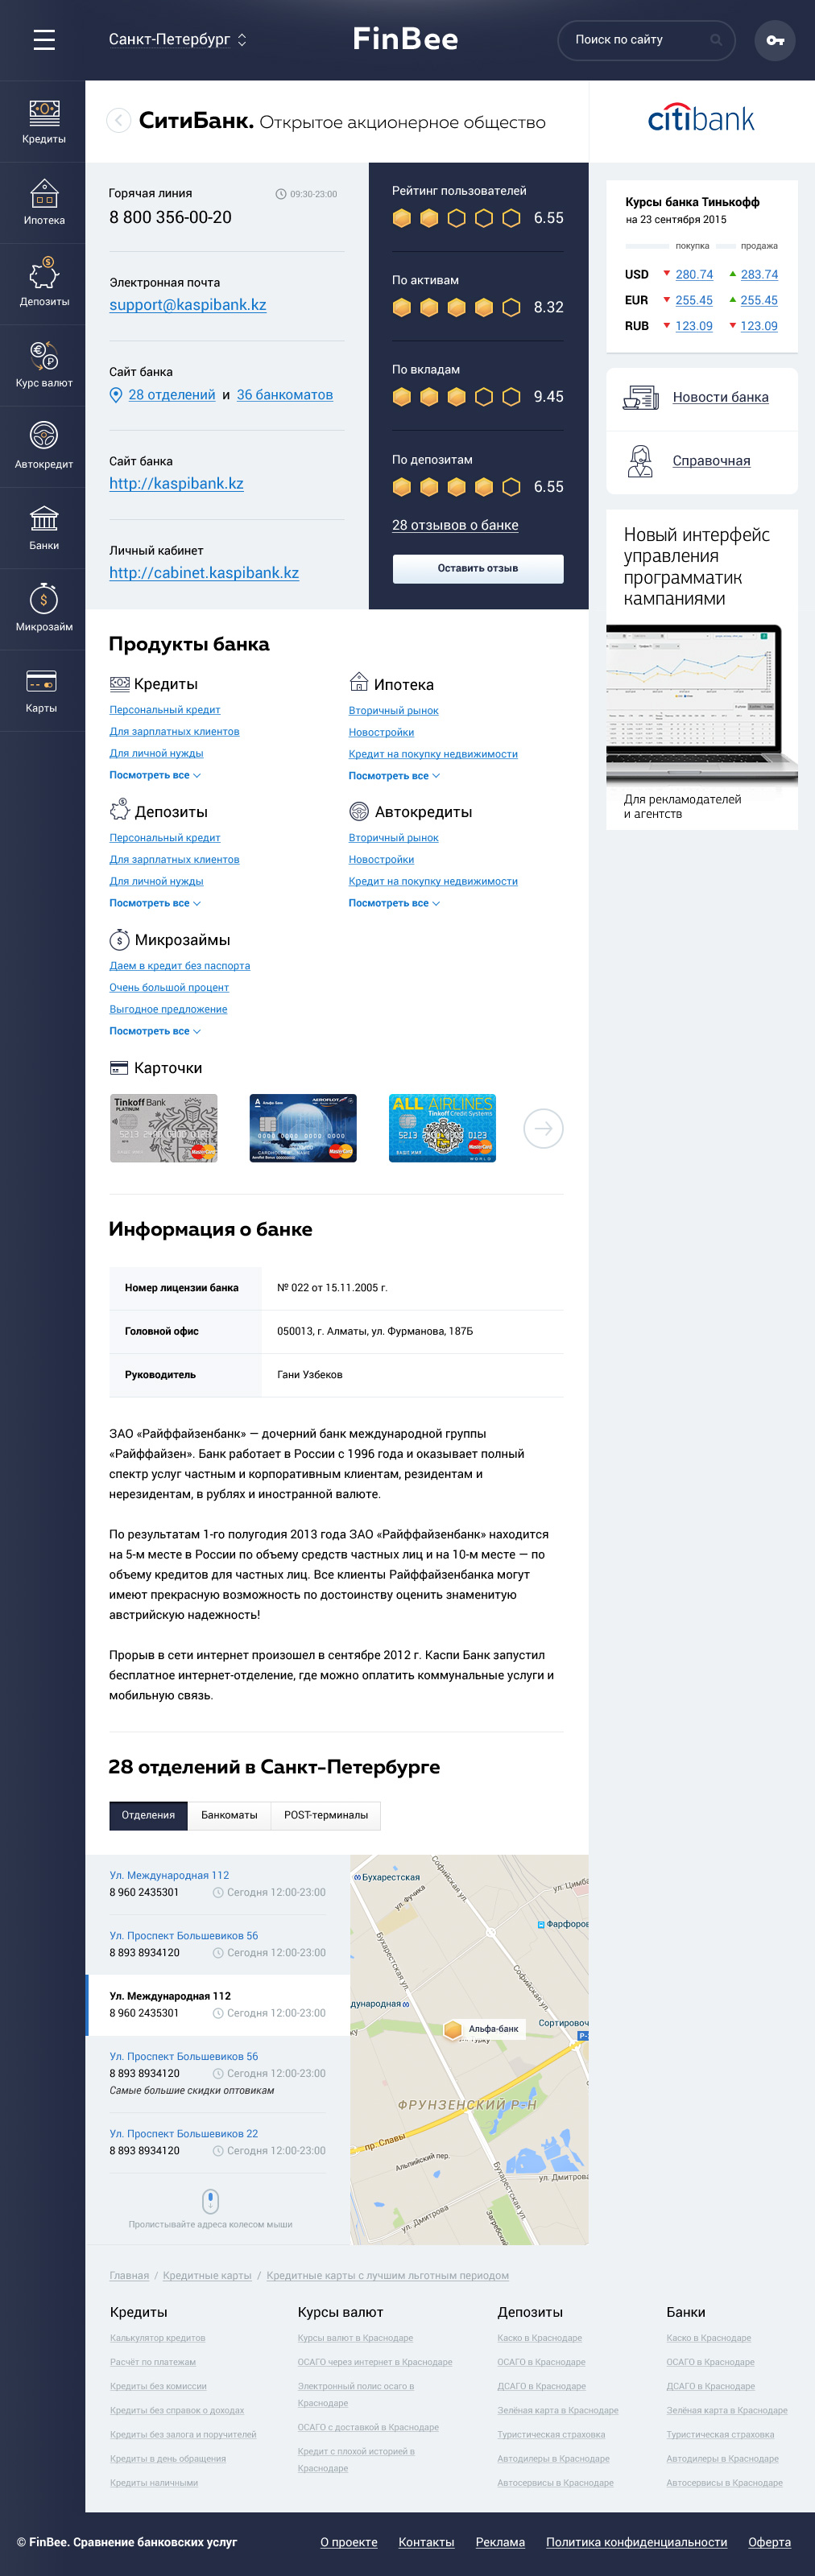 Санкт-Петербург
FinBee
Поиск по сайту
Кредиты
Ипотека
Депозиты
Курс валют
Автокредит
Банки
Микрозайм
Карты
СитиБанк. Открытое акционерное общество
citibank
Горячая линия
09:30-23:00
8 800 356-00-20
Электронная почта
support@kaspibank.kz
Сайт банка
28 отделений и 36 банкоматов
Сайт банка
http://kaspibank.kz
Личный кабинет
http://cabinet.kaspibank.kz
Рейтинг пользователей
6.55
По активам
8.32
По вкладам
9.45
По депозитам
6.55
28 отзывов о банке
Оставить отзыв
Курсы банка Тинькофф
на 23 сентября 2015
покупка продажа
USD 280.74 283.74
EUR 255.45 255.45
RUB 123.09 123.09
Новости банка
Справочная
Новый интерфейс
управления
программатик
кампаниями
Для рекламодателей
и агентств
Продукты банка
Кредиты
Персональный кредит
Для зарплатных клиентов
Для личной нужды
Посмотреть все
Ипотека
Вторичный рынок
Новостройки
Кредит на покупку недвижимости
Посмотреть все
Депозиты
Персональный кредит
Для зарплатных клиентов
Для личной нужды
Посмотреть все
Автокредиты
Вторичный рынок
Новостройки
Кредит на покупку недвижимости
Посмотреть все
Микрозаймы
Даем в кредит без паспорта
Очень большой процент
Выгодное предложение
Посмотреть все
Карточки
Tinkoff Bank
PLATINUM
MasterCard
Альфа·Банк
AEROFLOT
MasterCard
ALL AIRLINES
Tinkoff Credit Systems
MasterCard
WORLD
Информация о банке
Номер лицензии банка
№ 022 от 15.11.2005 г.
Головной офис
050013, г. Алматы, ул. Фурманова, 187Б
Руководитель
Гани Узбеков
ЗАО «Райффайзенбанк» — дочерний банк международной группы
«Райффайзен». Банк работает в России с 1996 года и оказывает полный
спектр услуг частным и корпоративным клиентам, резидентам и
нерезидентам, в рублях и иностранной валюте.
По результатам 1-го полугодия 2013 года ЗАО «Райффайзенбанк» находится
на 5-м месте в России по объему средств частных лиц и на 10-м месте — по
объему кредитов для частных лиц. Все клиенты Райффайзенбанка могут
имеют прекрасную возможность по достоинству оценить знаменитую
австрийскую надежность!
Прорыв в сети интернет произошел в сентябре 2012 г. Каспи Банк запустил
бесплатное интернет-отделение, где можно оплатить коммунальные услуги и
мобильную связь.
28 отделений в Санкт-Петербурге
Отделения
Банкоматы
POST-терминалы
Ул. Международная 112
8 960 2435301
Сегодня 12:00-23:00
Ул. Проспект Большевиков 56
8 893 8934120
Сегодня 12:00-23:00
Ул. Международная 112
8 960 2435301
Сегодня 12:00-23:00
Ул. Проспект Большевиков 56
8 893 8934120
Сегодня 12:00-23:00
Самые большие скидки оптовикам
Ул. Проспект Большевиков 22
8 893 8934120
Сегодня 12:00-23:00
Прописстывайте адреса колесом мыши
Бухарестская
Софийская ул.
ул. Цимба
ул. Фучика
Фарфоров
Бухарестская ул.
Софийская ул.
дународная
Сортировоч
Альфа-банк
ФРУНЗЕНСКИЙ Р-Н
пр. Славы
Альпийский пер.
Бухарестская ул.
ул. Дмитрова
ул. Димитрова
Загребский
Главная / Кредитные карты / Кредитные карты с лучшим льготным периодом
Кредиты
Калькулятор кредитов
Расчёт по платежам
Кредиты без комиссии
Кредиты без справок о доходах
Кредиты без залога и поручителей
Кредиты в день обращения
Кредиты наличными
Курсы валют
Курсы валют в Краснодаре
ОСАГО через интернет в Краснодаре
Электронный полис осаго в
Краснодаре
ОСАГО с доставкой в Краснодаре
Кредит с плохой историей в
Краснодаре
Депозиты
Каско в Краснодаре
ОСАГО в Краснодаре
ДСАГО в Краснодаре
Зелёная карта в Краснодаре
Туристическая страховка
Автодилеры в Краснодаре
Автосервисы в Краснодаре
Банки
Каско в Краснодаре
ОСАГО в Краснодаре
ДСАГО в Краснодаре
Зелёная карта в Краснодаре
Туристическая страховка
Автодилеры в Краснодаре
Автосервисы в Краснодаре
© FinBee. Сравнение банковских услуг
О проекте
Контакты
Реклама
Политика конфиденциальности
Оферта